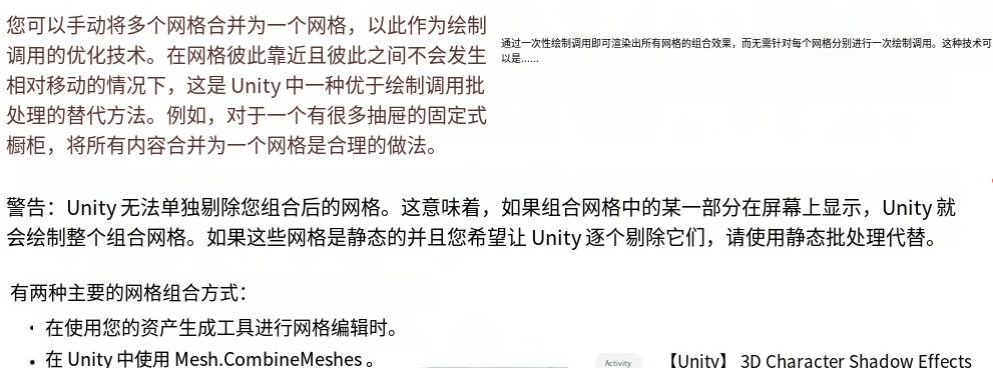 您可以手动将多个网格合并为一个网格，以此作为绘制
调用的优化技术。在网格彼此靠近且彼此之间不会发生
相对移动的情况下，这是 Unity 中一种优于绘制调用批
处理的替代方法。例如，对于一个有很多抽屉的固定式
橱柜，将所有内容合并为一个网格是合理的做法。
通过一次性绘制调用即可渲染出所有网格的组合效果，而无需针对每个网格分别进行一次绘制调用。这种技术可
以是……
警告：Unity 无法单独剔除您组合后的网格。这意味着，如果组合网格中的某一部分在屏幕上显示，Unity 就
会绘制整个组合网格。如果这些网格是静态的并且您希望让 Unity 逐个剔除它们，请使用静态批处理代替。
有两种主要的网格组合方式：
• 在使用您的资产生成工具进行网格编辑时。
• 在 Unity 中使用 Mesh.CombineMeshes 。
Activity
【Unity】 3D Character Shadow Effects